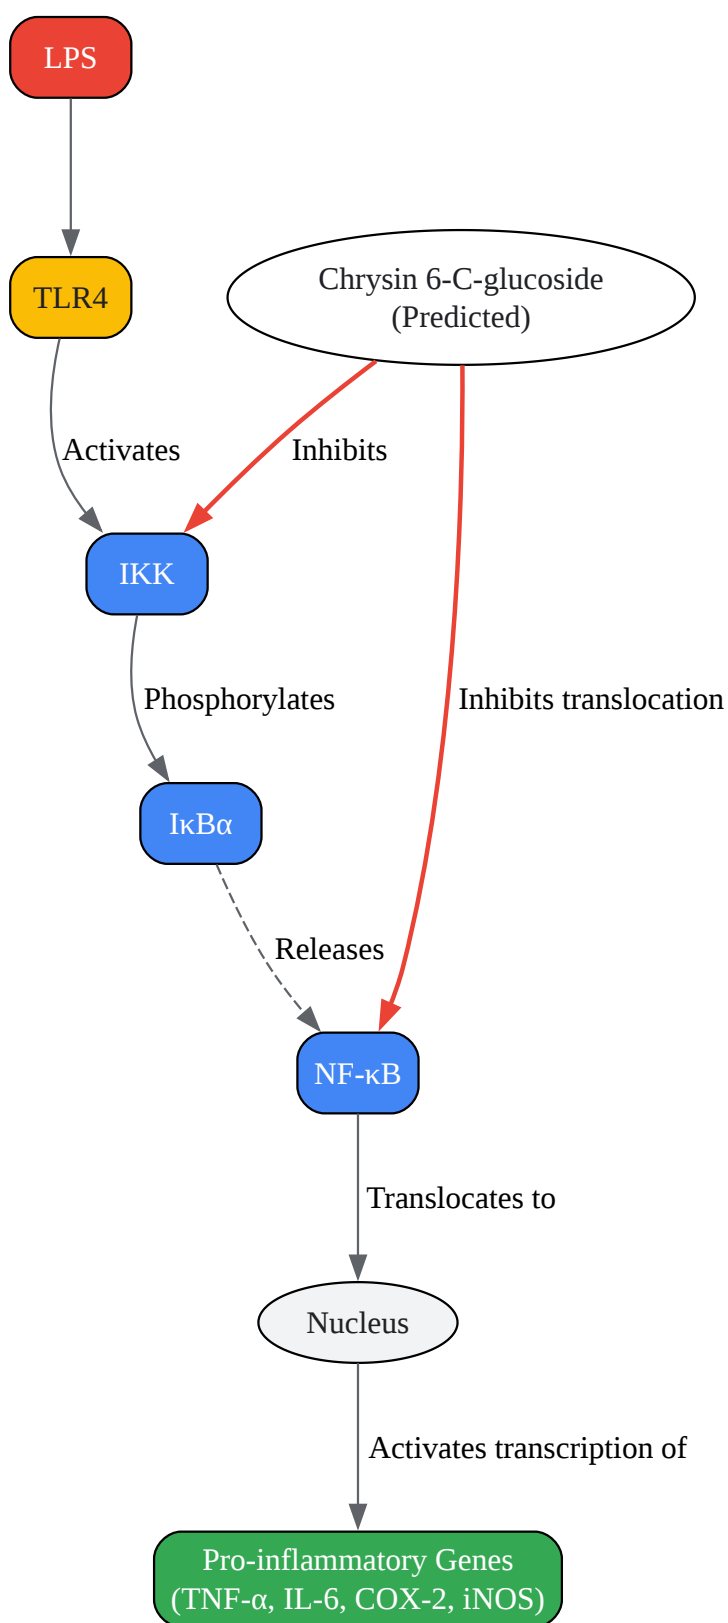 LPS
TLR4
Chrysin 6-C-glucoside
(Predicted)
Activates
Inhibits
IKK
Phosphorylates
Inhibits translocation
IκBα
Releases
NF-κB
Translocates to
Nucleus
Activates transcription of
Pro-inflammatory Genes
(TNF-α, IL-6, COX-2, iNOS)